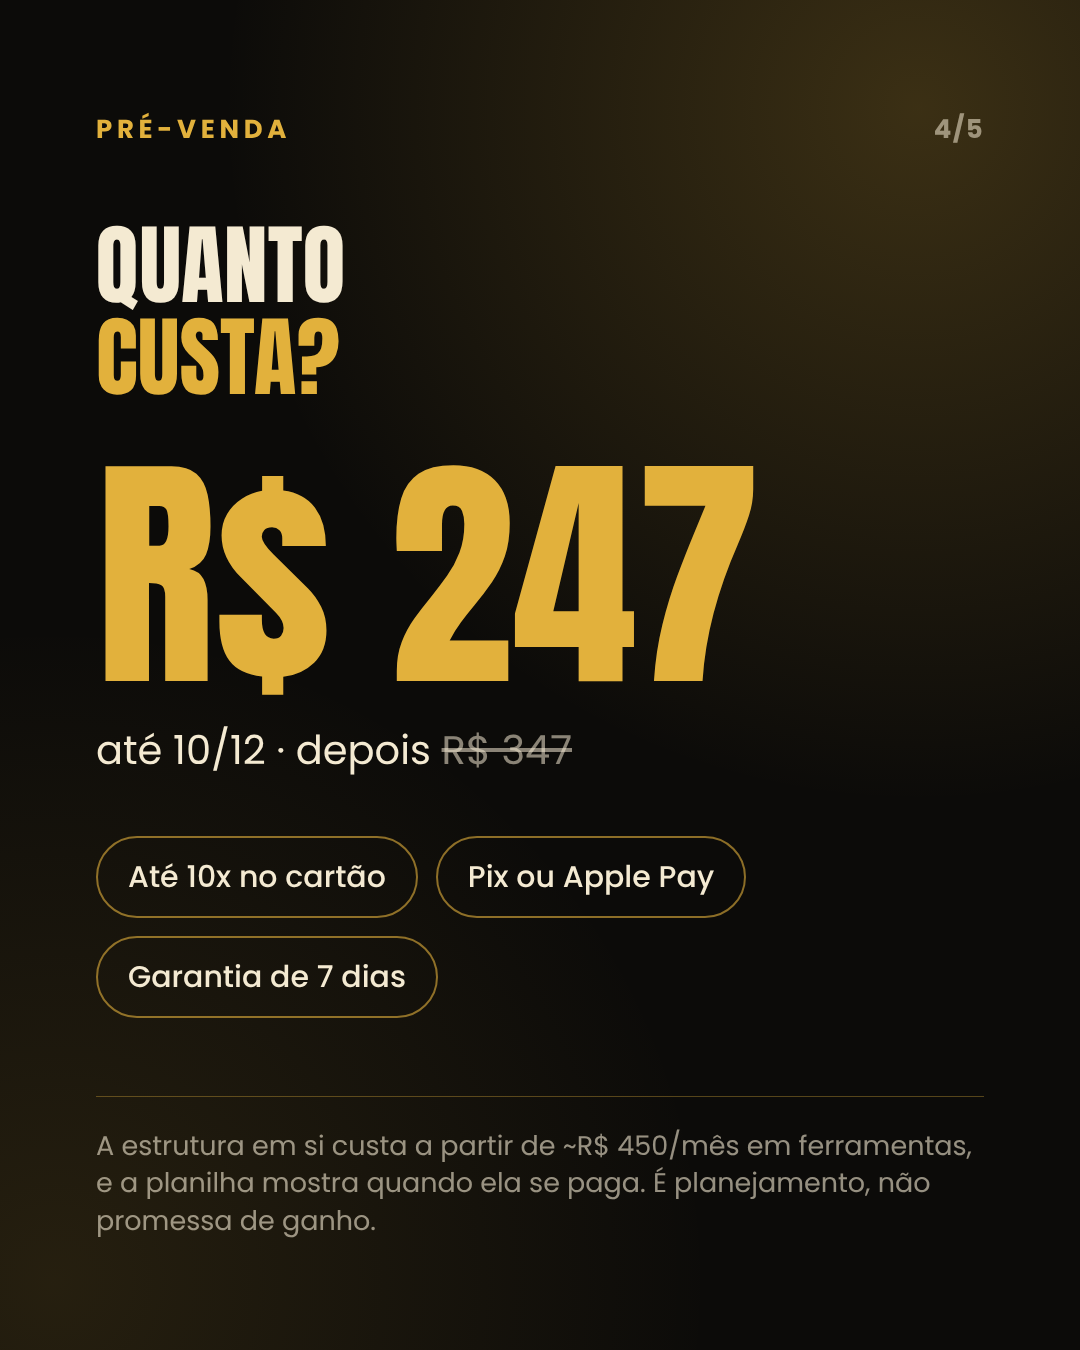 PRÉ-VENDA
4/5
QUANTO
CUSTA?
R$ 247
até 10/12 · depois R$ 347
Até 10x no cartão
Pix ou Apple Pay
Garantia de 7 dias
A estrutura em si custa a partir de ~R$ 450/mês em ferramentas,
e a planilha mostra quando ela se paga. É planejamento, não
promessa de ganho.